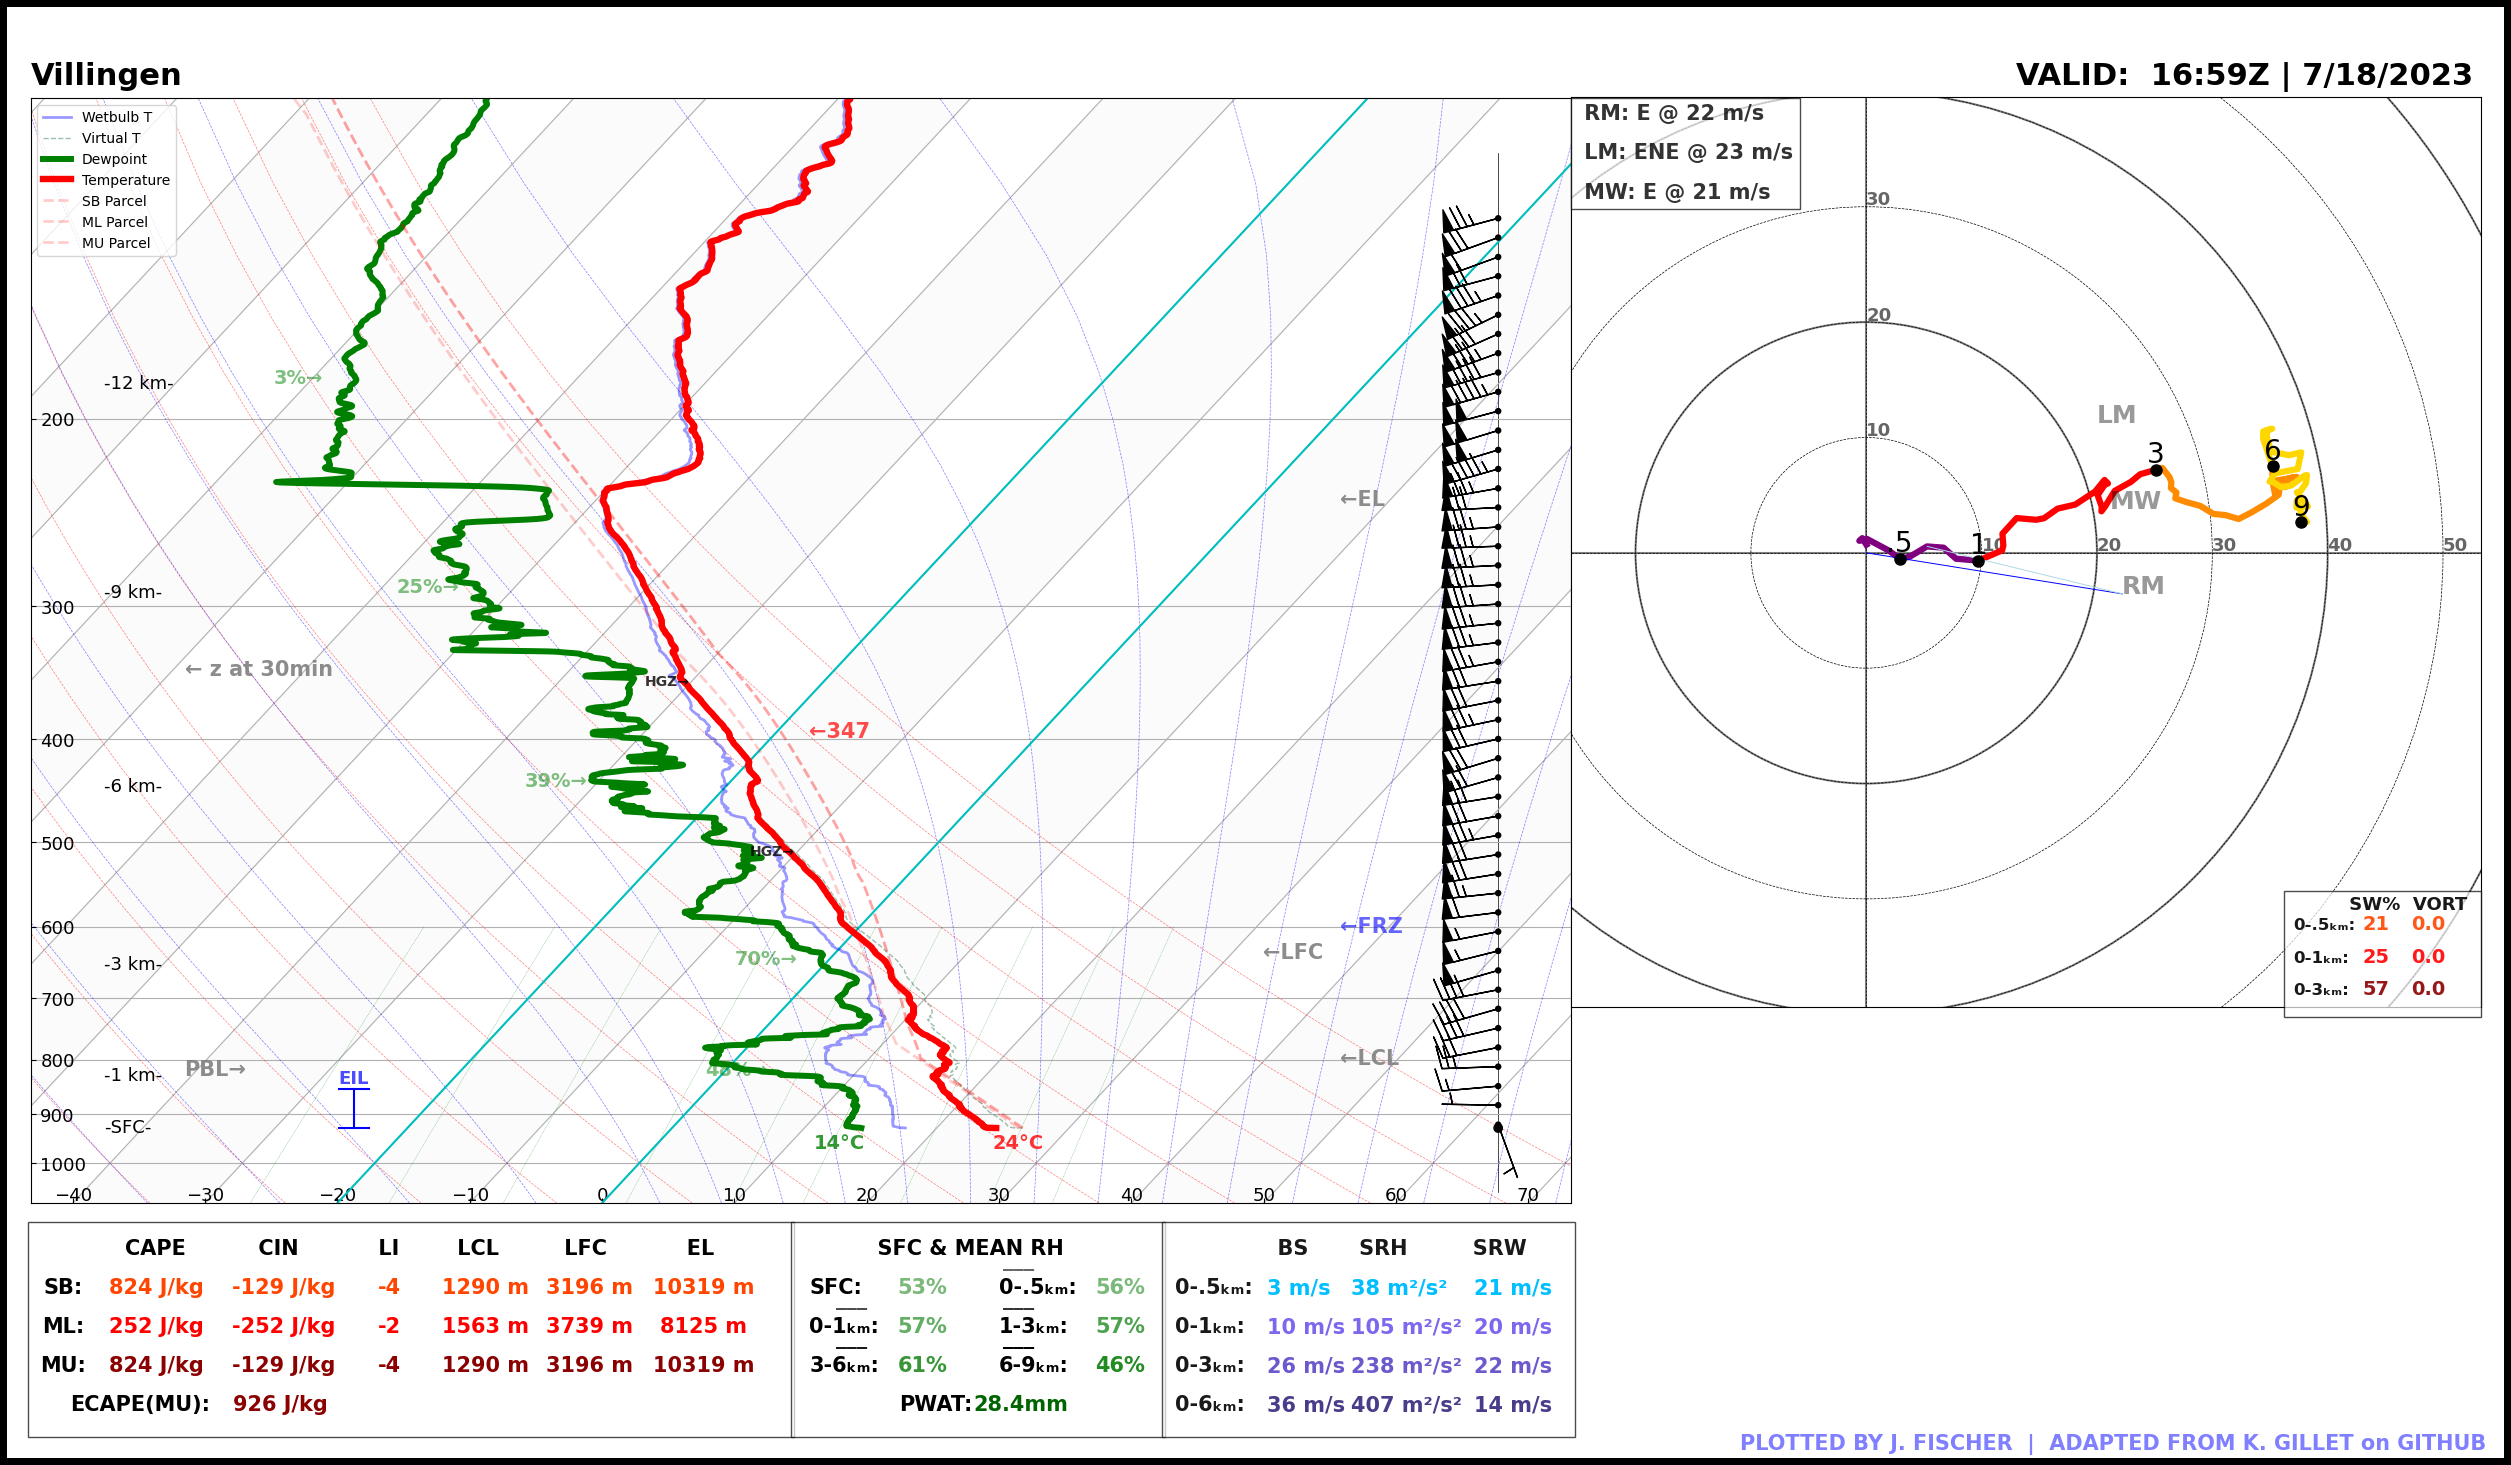 Villingen
VALID:  16:59Z | 7/18/2023
Wetbulb T
Virtual T
Dewpoint
Temperature
SB Parcel
ML Parcel
MU Parcel
RM: E @ 22 m/s
LM: ENE @ 23 m/s
MW: E @ 21 m/s
30
20
10
LM
3
6
MW
9
.5
1
10
20
30
40
50
RM
3%→
-12 km-
200
←EL
25%→
-9 km-
300
← z at 30min
HGZ→
←347
400
39%→
-6 km-
500
HGZ→
600
←FRZ
70%→
-3 km-
←LFC
700
800
←LCL
PBL→
-1 km-
EIL
900
-SFC-
14°C
24°C
1000
−40 −30 −20 −10 0 10 20 30 40 50 60 70
SW% VORT
0-.5ₖₘ: 21 0.0
0-1ₖₘ: 25 0.0
0-3ₖₘ: 57 0.0
CAPE CIN LI LCL LFC EL
SB: 824 J/kg -129 J/kg -4 1290 m 3196 m 10319 m
ML: 252 J/kg -252 J/kg -2 1563 m 3739 m 8125 m
MU: 824 J/kg -129 J/kg -4 1290 m 3196 m 10319 m
ECAPE(MU): 926 J/kg
SFC & MEAN RH
SFC: 53% 0-.5ₖₘ: 56%
0-1ₖₘ: 57% 1-3ₖₘ: 57%
3-6ₖₘ: 61% 6-9ₖₘ: 46%
PWAT: 28.4mm
BS SRH SRW
0-.5ₖₘ: 3 m/s 38 m²/s² 21 m/s
0-1ₖₘ: 10 m/s 105 m²/s² 20 m/s
0-3ₖₘ: 26 m/s 238 m²/s² 22 m/s
0-6ₖₘ: 36 m/s 407 m²/s² 14 m/s
PLOTTED BY J. FISCHER  |  ADAPTED FROM K. GILLET on GITHUB